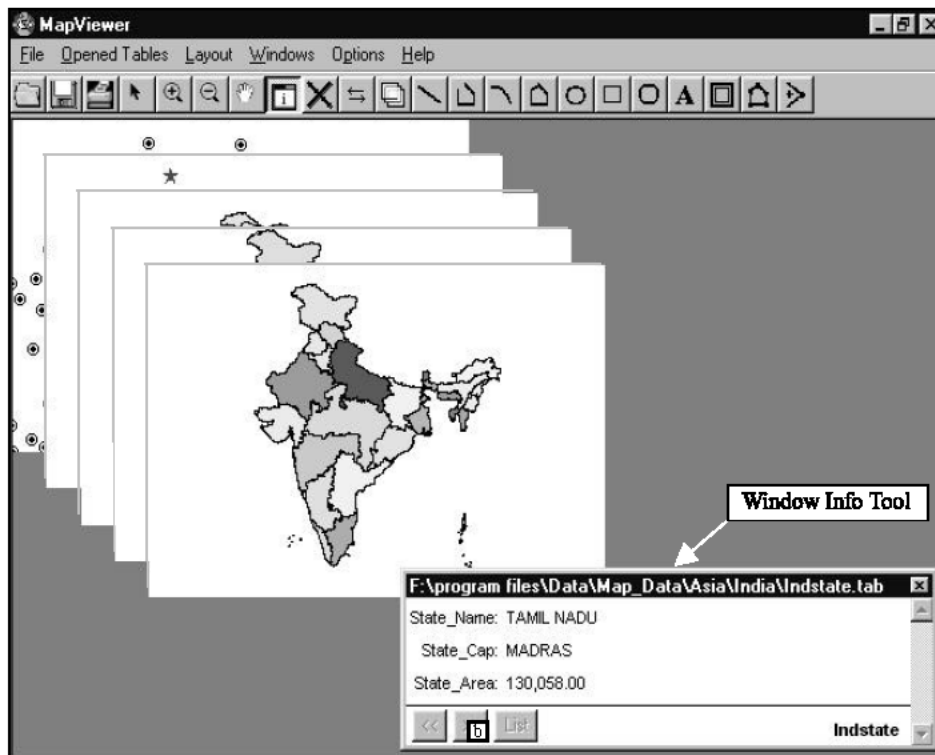 MapViewer
File Opened Tables Layout Windows Options Help
A
Window Info Tool
F:\program files\Data\Map_Data\Asia\India\Indstate.tab
State_Name: TAMIL NADU
State_Cap: MADRAS
State_Area: 130,058.00
<< b List Indstate